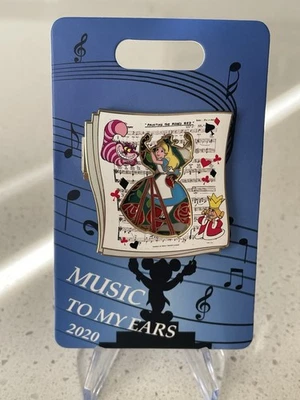 "PAINTING THE ROSES RED"
MUSIC
TO MY EARS
2020